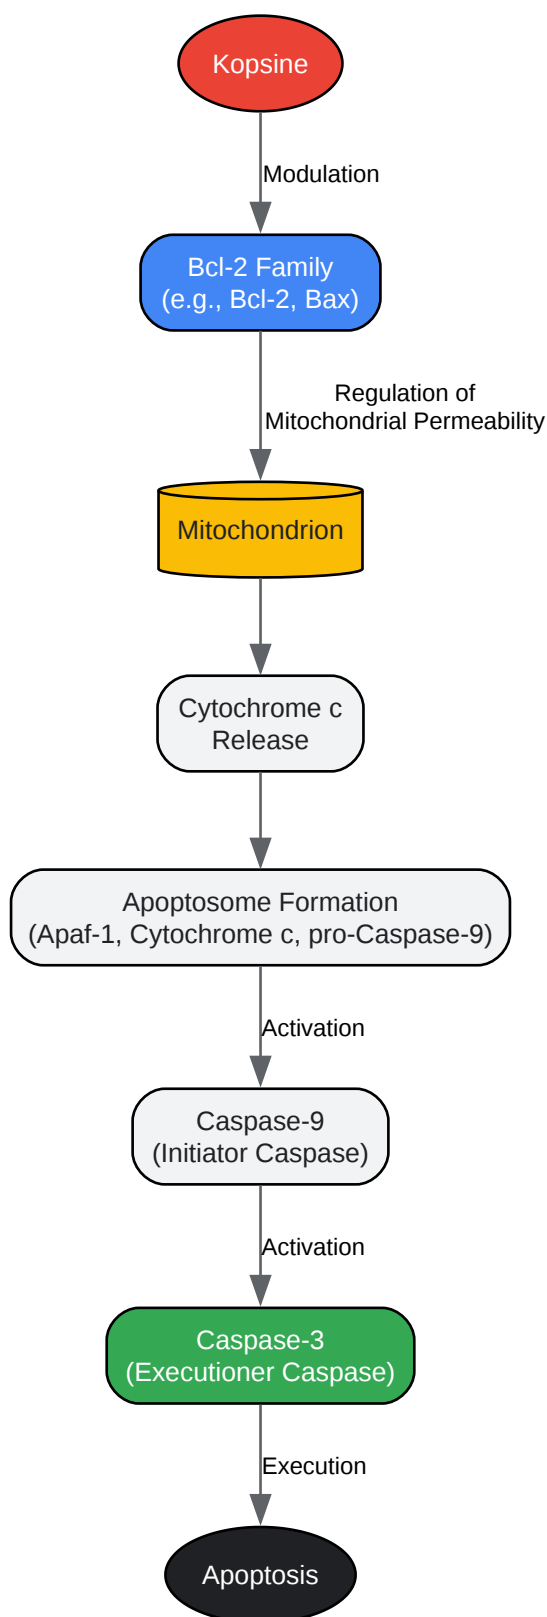 Kopsine
Modulation
Bcl-2 Family
(e.g., Bcl-2, Bax)
Regulation of
Mitochondrial Permeability
Mitochondrion
Cytochrome c
Release
Apoptosome Formation
(Apaf-1, Cytochrome c, pro-Caspase-9)
Activation
Caspase-9
(Initiator Caspase)
Activation
Caspase-3
(Executioner Caspase)
Execution
Apoptosis